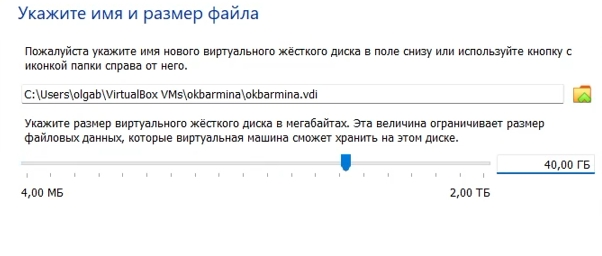 Укажите имя и размер файла
Пожалуйста укажите имя нового виртуального жёсткого диска в поле снизу или используйте кнопку с
иконкой папки справа от него.
C:\Users\olgab\VirtualBox VMs\okbarmina\okbarmina.vdi
Укажите размер виртуального жёсткого диска в мегабайтах. Эта величина ограничивает размер
файловых данных, которые виртуальная машина сможет хранить на этом диске.
40,00 ГБ
4,00 МБ 2,00 ТБ